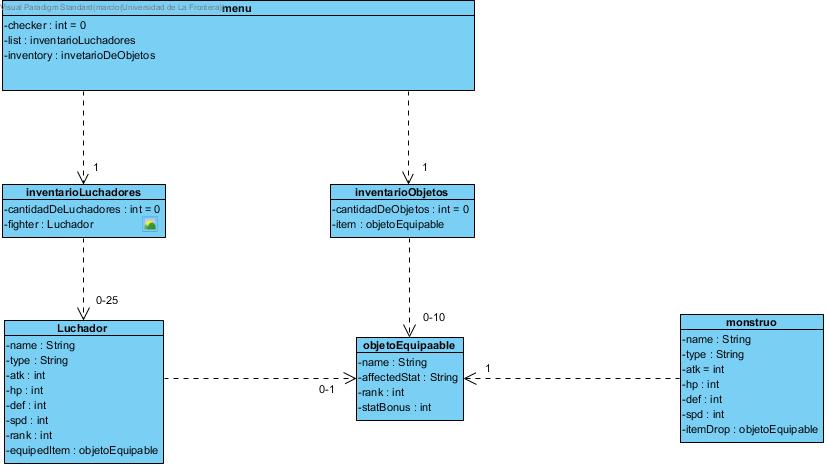 Visual Paradigm Standard(marclo(Universidad de La Frontera)
menu
-checker : int = 0
-list : inventarioLuchadores
-inventory : invetarioDeObjetos
1
1
inventarioLuchadores
-cantidadDeLuchadores : int = 0
-fighter : Luchador
inventarioObjetos
-cantidadDeObjetos : int = 0
-item : objetoEquipable
0-25
0-10
Luchador
-name : String
-type : String
-atk : int
-hp : int
-def : int
-spd : int
-rank : int
-equipedItem : objetoEquipable
0-1
objetoEquipaable
-name : String
-affectedStat : String
-rank : int
-statBonus : int
1
monstruo
-name : String
-type : String
-atk = int
-hp : int
-def : int
-spd : int
-itemDrop : objetoEquipable